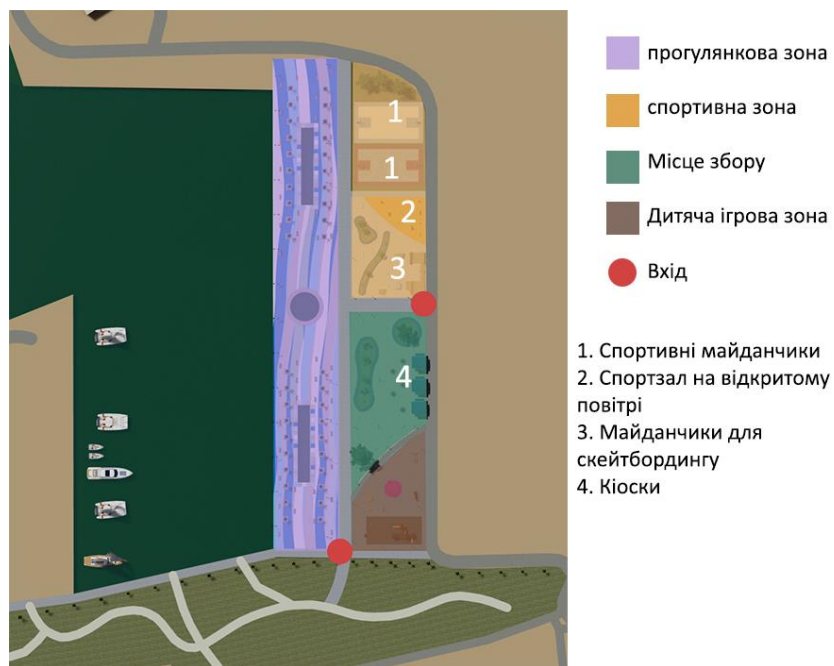 1
1
2
3
4
прогулянкова зона
спортивна зона
Місце збору
Дитяча ігрова зона
Вхід
1. Спортивні майданчики
2. Спортзал на відкритому
повітрі
3. Майданчики для
скейтбордингу
4. Кіоски